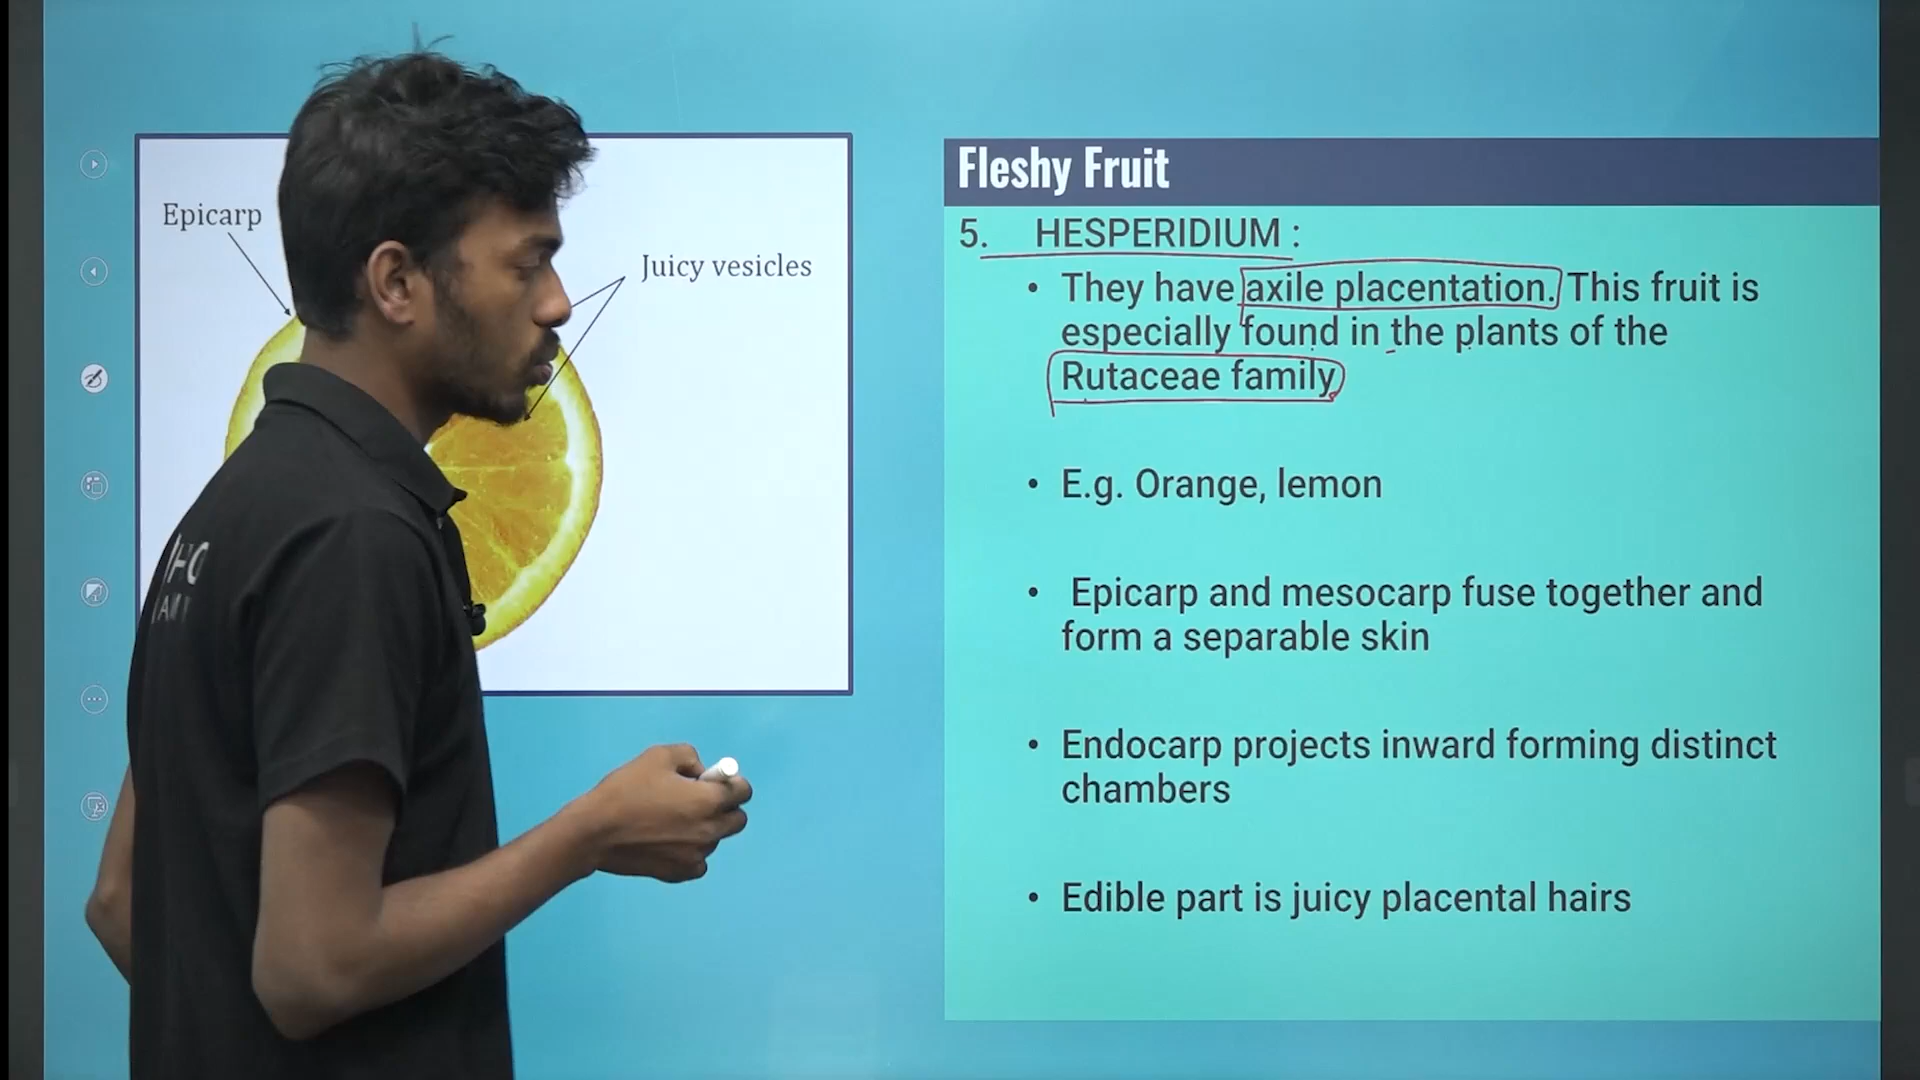 Epicarp
Juicy vesicles
Fleshy Fruit
5. HESPERIDIUM :
• They have axile placentation. This fruit is
especially found in the plants of the
Rutaceae family.
• E.g. Orange, lemon
• Epicarp and mesocarp fuse together and
form a separable skin
• Endocarp projects inward forming distinct
chambers
• Edible part is juicy placental hairs